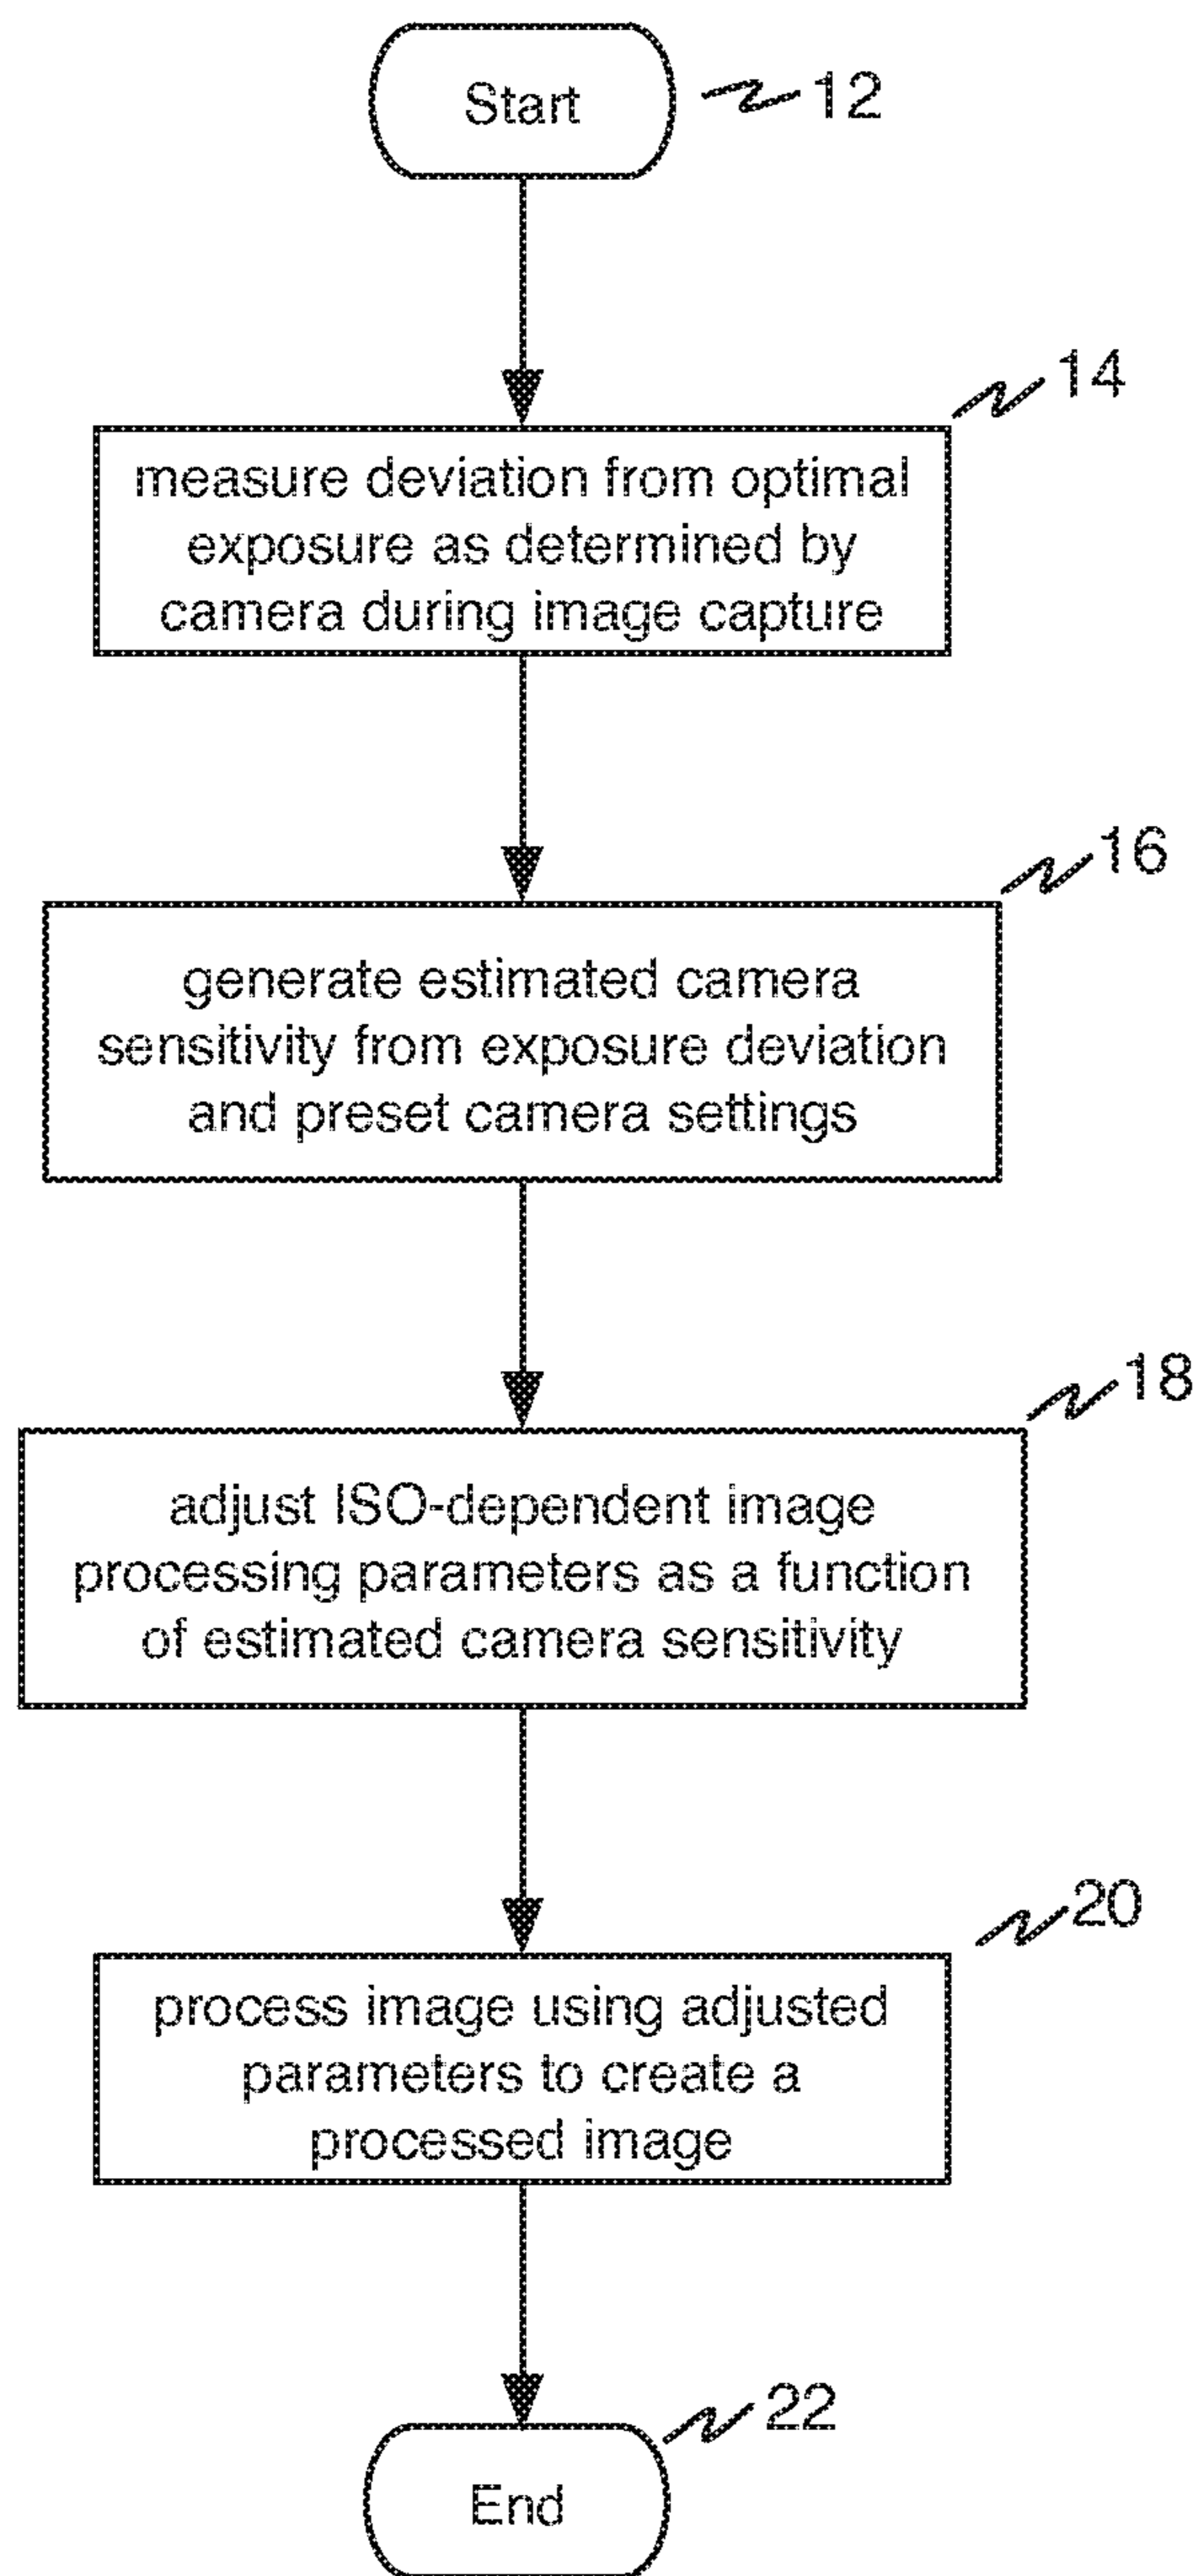 Start
12
14
measure deviation from optimal
exposure as determined by
camera during image capture
16
generate estimated camera
sensitivity from exposure deviation
and preset camera settings
18
adjust ISO-dependent image
processing parameters as a function
of estimated camera sensitivity
20
process image using adjusted
parameters to create a
processed image
22
End